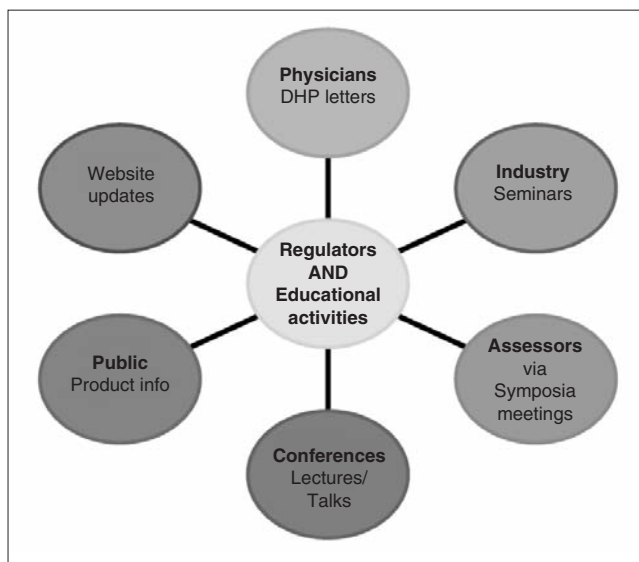 Physicians
DHP letters
Industry
Seminars
Assessors
via
Symposia
meetings
Conferences
Lectures/
Talks
Public
Product info
Website
updates
Regulators
AND
Educational
activities